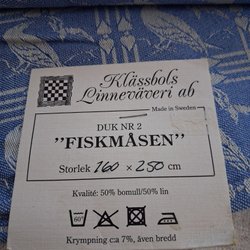 Klässbols
Linneväveri ab
Made in Sweden
DUK NR 2
"FISKMÅSEN"
Storlek 160 × 250 cm
Kvalité: 50% bomull/50% lin
60°
Krympning c:a 7%, även bredd